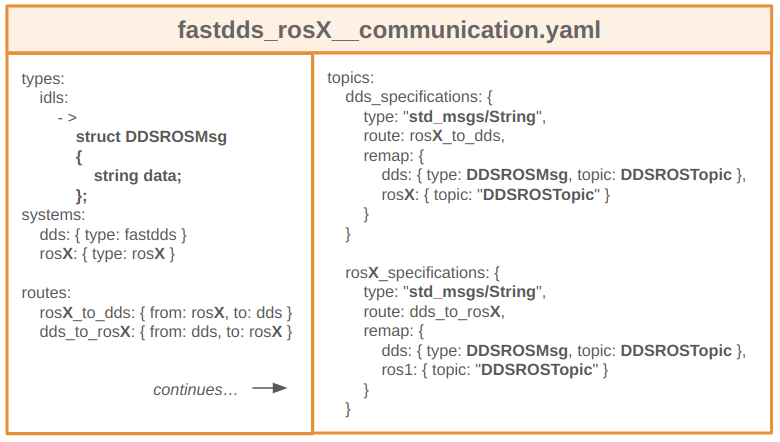 fastdds_rosX__communication.yaml
types:
idls:
- >
struct DDSROSMsg
{
string data;
};
systems:
dds: { type: fastdds }
rosX: { type: rosX }
routes:
rosX_to_dds: { from: rosX, to: dds }
dds_to_rosX: { from: dds, to: rosX }
continues…
topics:
dds_specifications: {
type: "std_msgs/String",
route: rosX_to_dds,
remap: {
dds: { type: DDSROSMsg, topic: DDSROSTopic },
rosX: { topic: "DDSROSTopic" }
}
}
rosX_specifications: {
type: "std_msgs/String",
route: dds_to_rosX,
remap: {
dds: { type: DDSROSMsg, topic: DDSROSTopic },
ros1: { topic: "DDSROSTopic" }
}
}